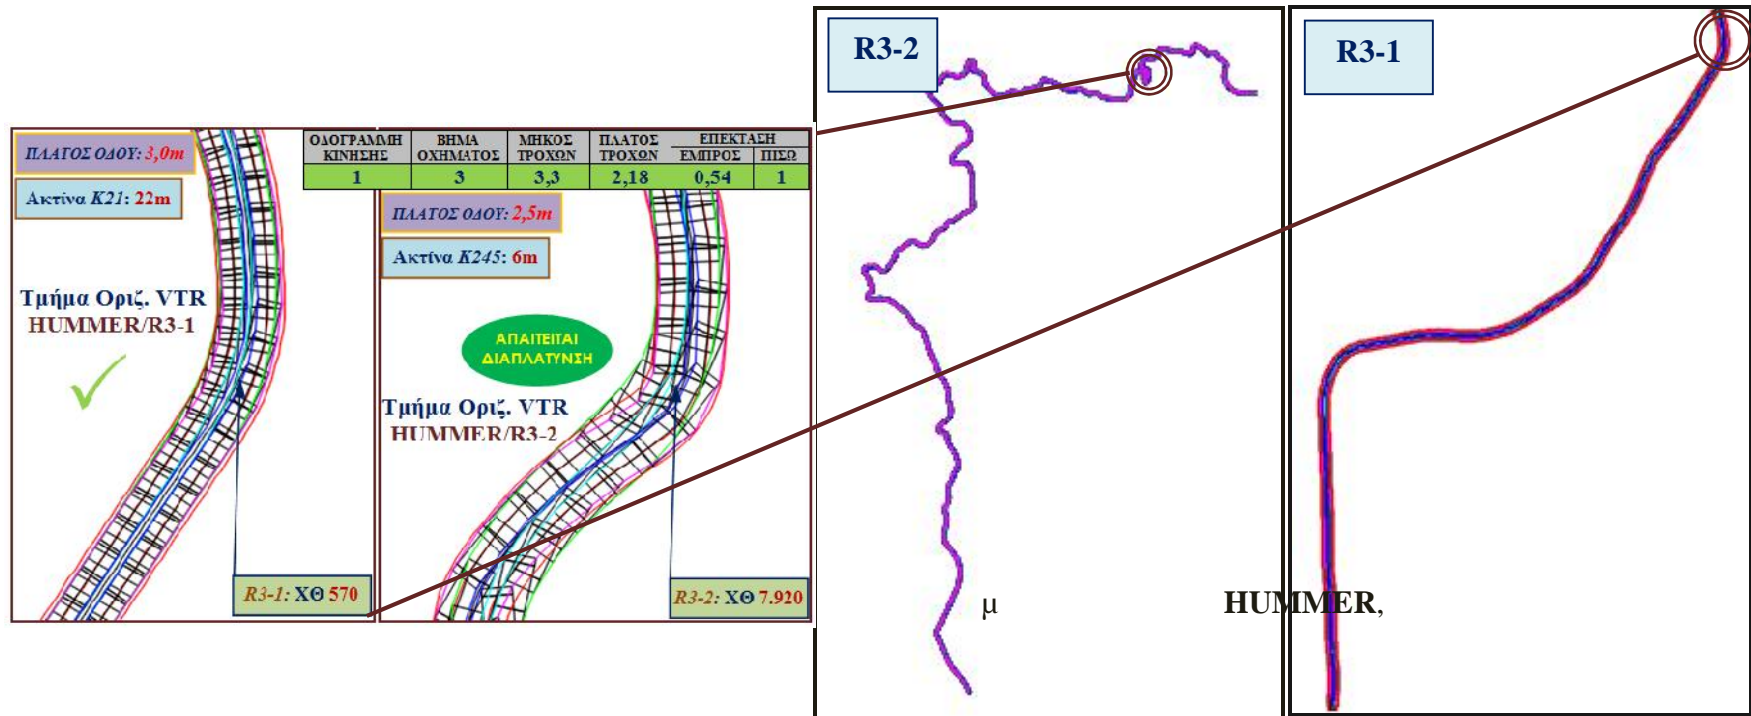 ΠΛΑΤΟΣ ΟΔΟΥ: 3,0m
Ακτίνα Κ21: 22m
Τμήμα Οριζ. VTR
HUMMER/R3-1
R3-1: ΧΘ 570
ΟΔΟΓΡΑΜΜΗ ΚΙΝΗΣΗΣ
ΒΗΜΑ ΟΧΗΜΑΤΟΣ
ΜΗΚΟΣ ΤΡΟΧΩΝ
ΠΛΑΤΟΣ ΤΡΟΧΩΝ
ΕΠΕΚΤΑΣΗ
ΕΜΠΡΟΣ ΠΙΣΩ
1 3 3,3 2,18 0,54 1
ΠΛΑΤΟΣ ΟΔΟΥ: 2,5m
Ακτίνα Κ245: 6m
ΑΠΑΙΤΕΙΤΑΙ
ΔΙΑΠΛΑΤΥΝΣΗ
Τμήμα Οριζ. VTR
HUMMER/R3-2
R3-2: ΧΘ 7.920
R3-2
R3-1
μ HUMMER,